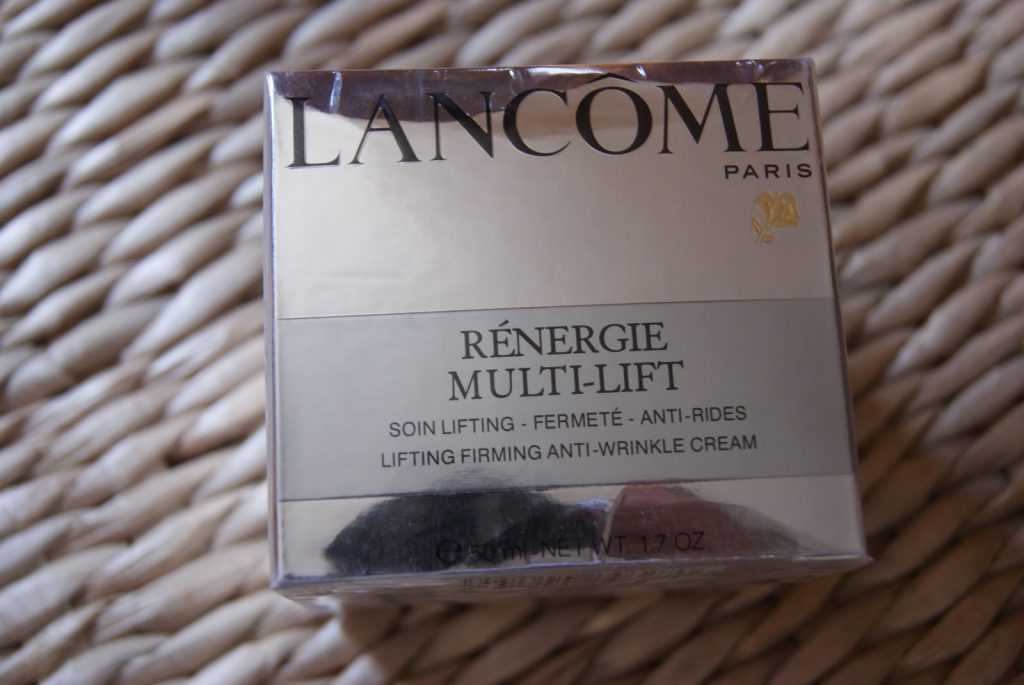 LANCÔME
PARIS
RÉNERGIE
MULTI-LIFT
SOIN LIFTING - FERMETÉ - ANTI-RIDES
LIFTING FIRMING ANTI-WRINKLE CREAM
℮ 50 ml NET WT. 1.7 OZ.